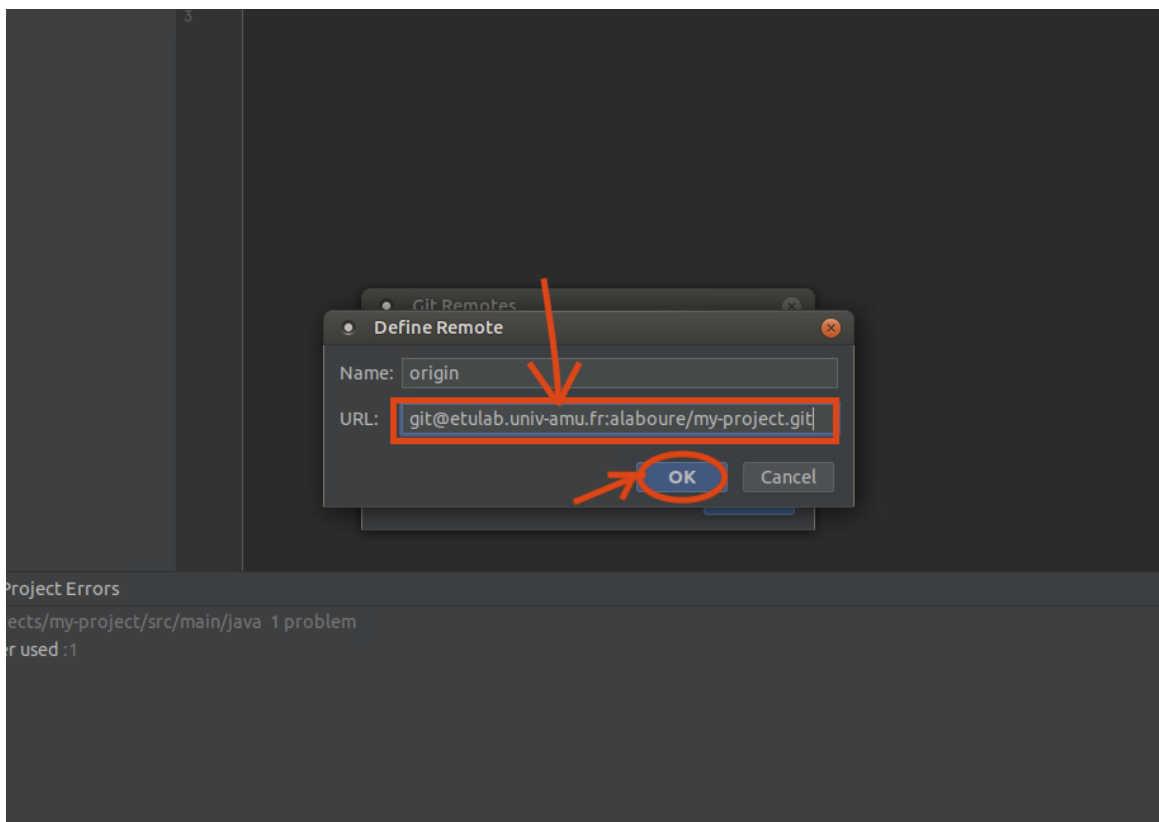 3
Git Remotes
Define Remote
Name: origin
URL: git@etulab.univ-amu.fr:alaboure/my-project.git
OK Cancel
Project Errors
ects/my-project/src/main/java 1 problem
er used :1